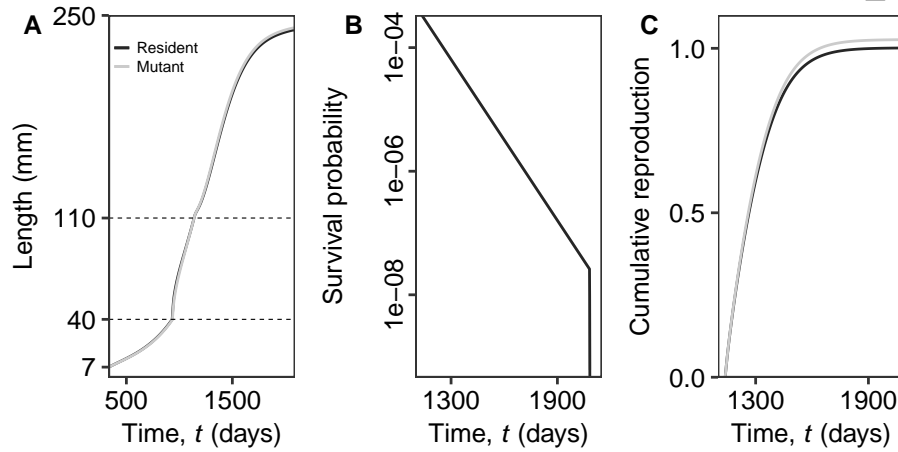 A
250
110
40
7
Length (mm)
Resident
Mutant
500
1500
Time, t (days)
B
1e−04
1e−06
1e−08
Survival probability
1300
1900
Time, t (days)
C
1.0
0.5
0.0
Cumulative reproduction
1300
1900
Time, t (days)